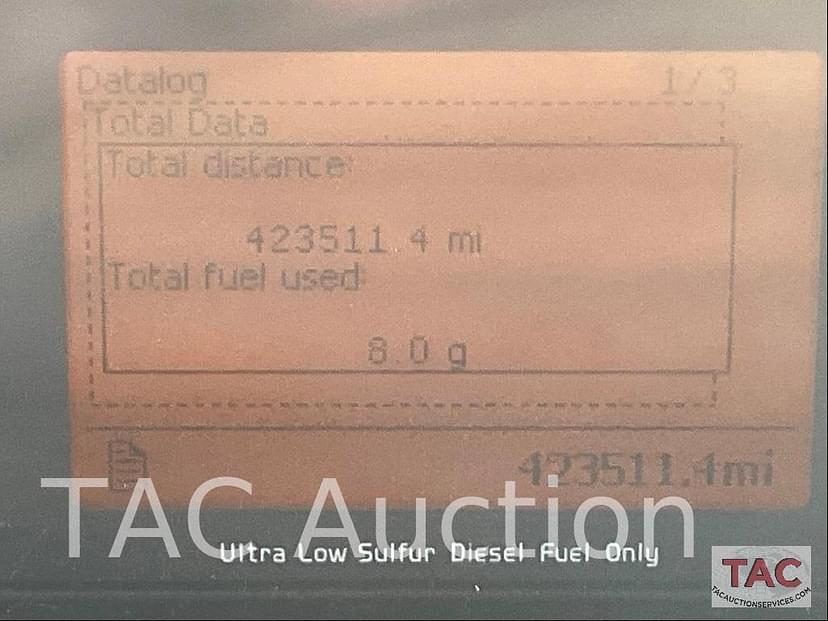 Datalog 1/3
Total Data
Total distance:
423511.4 mi
Total fuel used:
8.0 g
423511.4mi
TAC Auction
Ultra Low Sulfur Diesel Fuel Only
TAC
TACAUCTIONSERVICES.COM